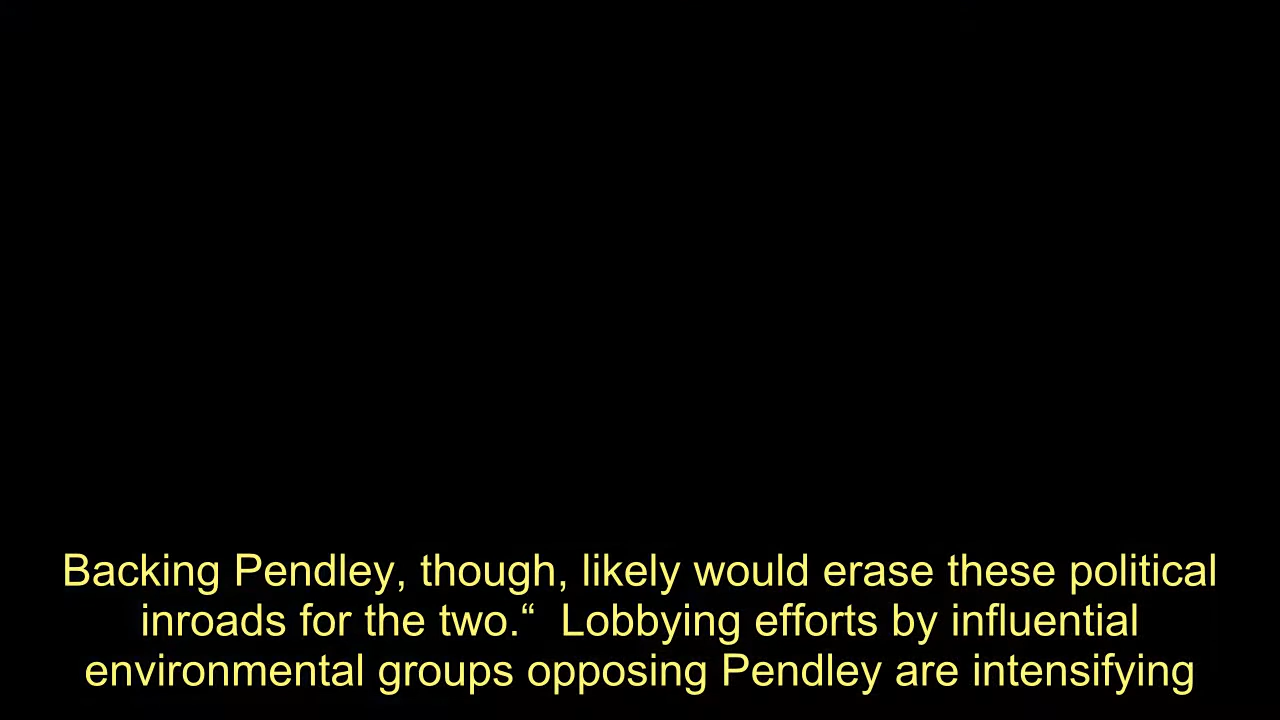 Backing Pendley, though, likely would erase these political
inroads for the two.“  Lobbying efforts by influential
environmental groups opposing Pendley are intensifying